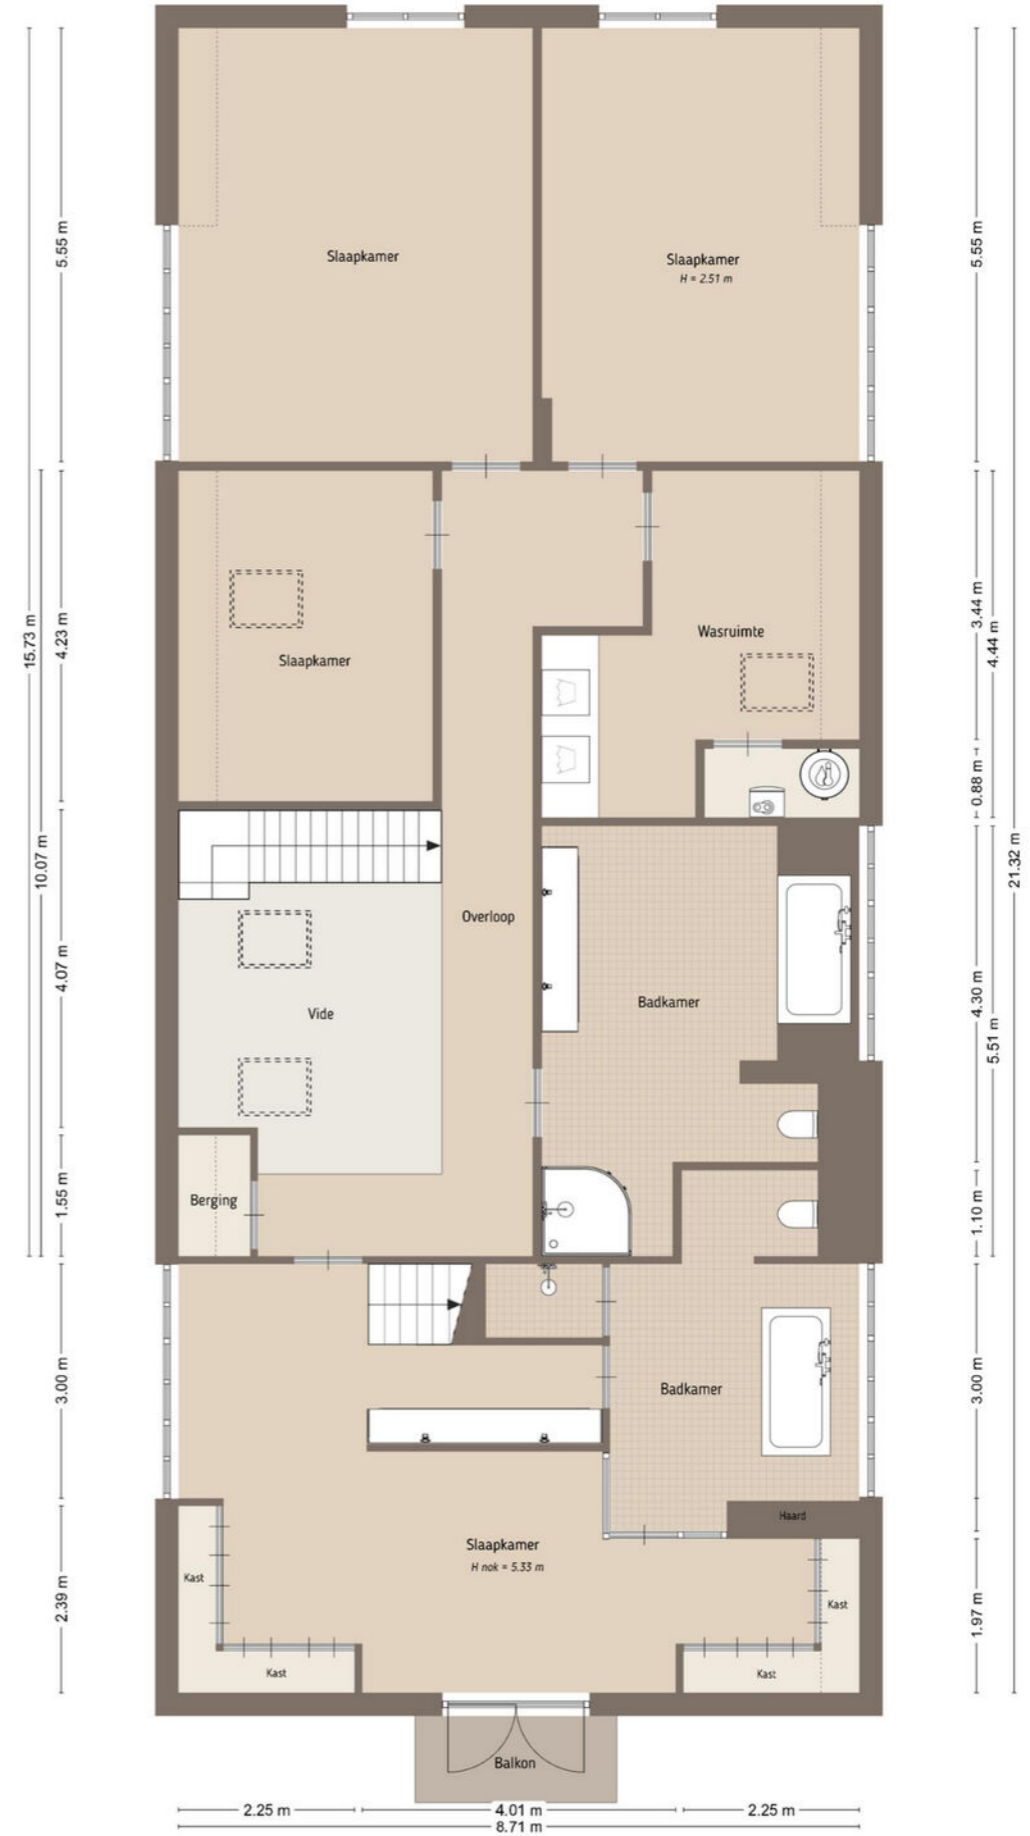 5.55 m
15.73 m
4.23 m
10.07 m
4.07 m
1.55 m
3.00 m
2.39 m
Slaapkamer
Slaapkamer
H = 2.51 m
Slaapkamer
Wasruimte
Overloop
Vide
Badkamer
Berging
Badkamer
Haard
Slaapkamer
H nok = 5.33 m
Kast
Kast
Kast
Kast
Balkon
5.55 m
3.44 m
4.44 m
0.88 m
21.32 m
4.30 m
5.51 m
1.10 m
3.00 m
1.97 m
2.25 m
4.01 m
2.25 m
8.71 m